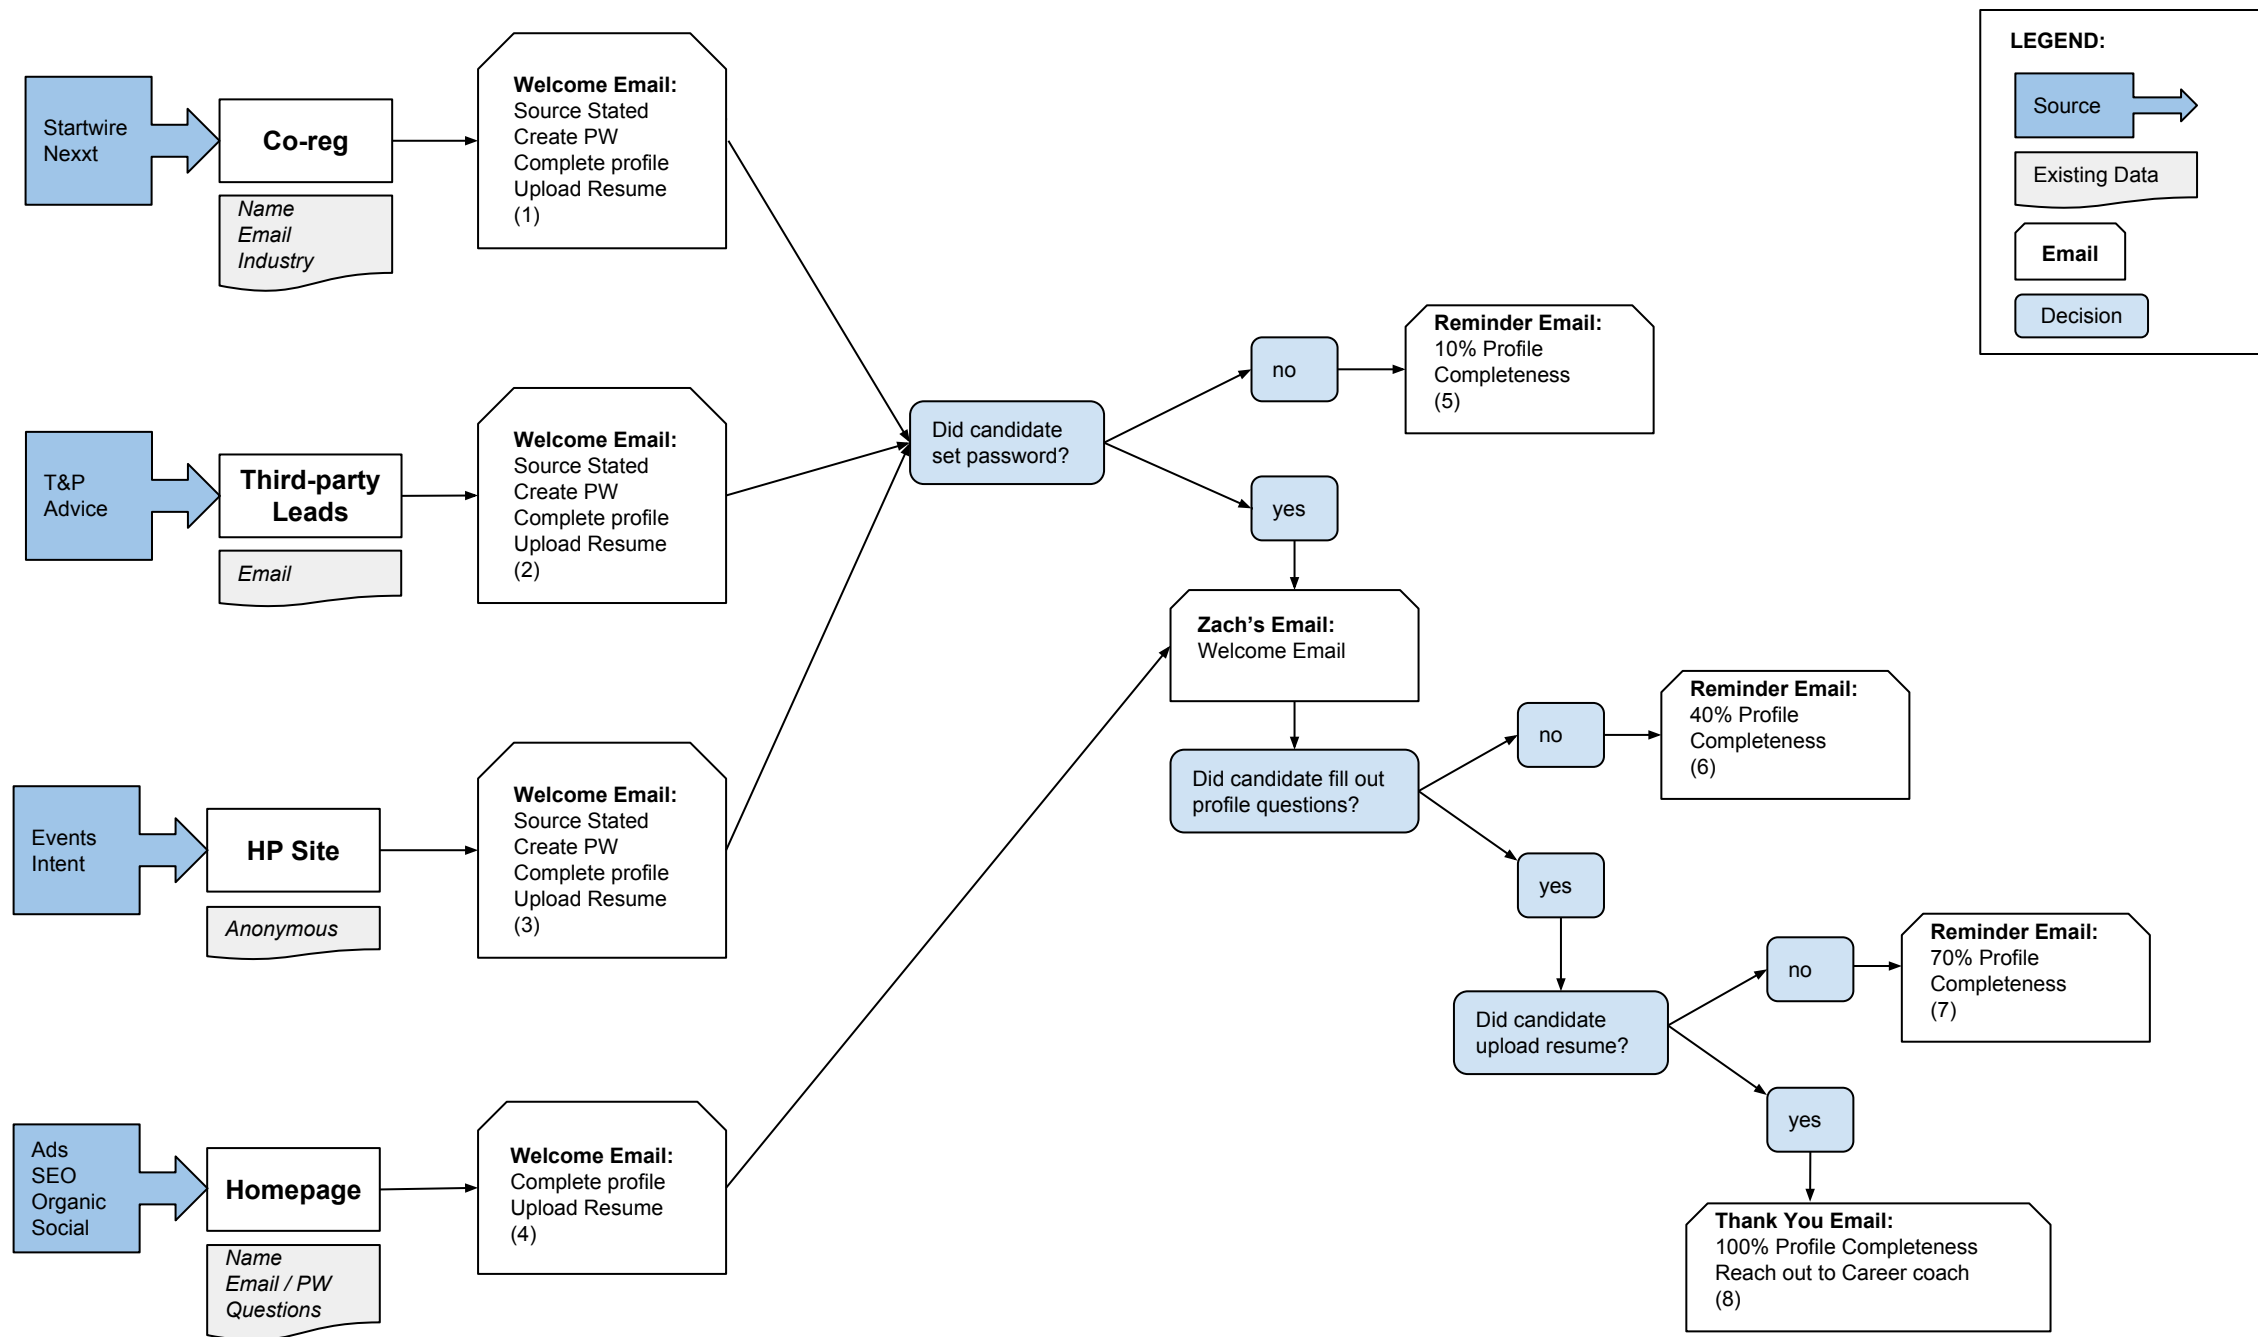 Startwire
Nexxt
Co-reg
Name
Email
Industry
Welcome Email:
Source Stated
Create PW
Complete profile
Upload Resume
(1)
T&P
Advice
Third-party
Leads
Email
Welcome Email:
Source Stated
Create PW
Complete profile
Upload Resume
(2)
Events
Intent
HP Site
Anonymous
Welcome Email:
Source Stated
Create PW
Complete profile
Upload Resume
(3)
Ads
SEO
Organic
Social
Homepage
Name
Email / PW
Questions
Welcome Email:
Complete profile
Upload Resume
(4)
Did candidate
set password?
no
Reminder Email:
10% Profile
Completeness
(5)
yes
Zach’s Email:
Welcome Email
Did candidate fill out
profile questions?
no
Reminder Email:
40% Profile
Completeness
(6)
yes
Did candidate
upload resume?
no
Reminder Email:
70% Profile
Completeness
(7)
yes
Thank You Email:
100% Profile Completeness
Reach out to Career coach
(8)
LEGEND:
Source
Existing Data
Email
Decision